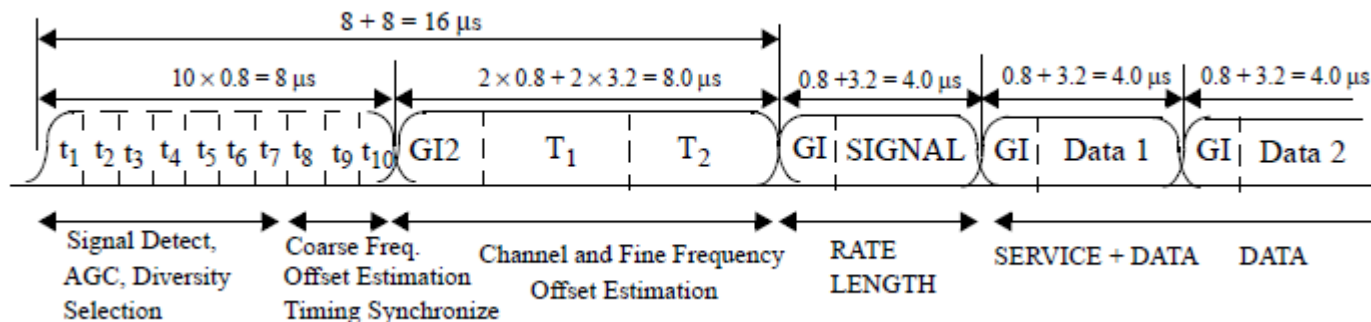 8 + 8 = 16 μs
10 × 0.8 = 8 μs
2 × 0.8 + 2 × 3.2 = 8.0 μs
0.8 +3.2 = 4.0 μs
0.8 + 3.2 = 4.0 μs
0.8 + 3.2 = 4.0 μs
t1 t2 t3 t4 t5 t6 t7 t8 t9 t10 GI2 T1 T2 GI SIGNAL GI Data 1 GI Data 2
Signal Detect,
AGC, Diversity
Selection
Coarse Freq.
Offset Estimation
Timing Synchronize
Channel and Fine Frequency
Offset Estimation
RATE
LENGTH
SERVICE + DATA
DATA